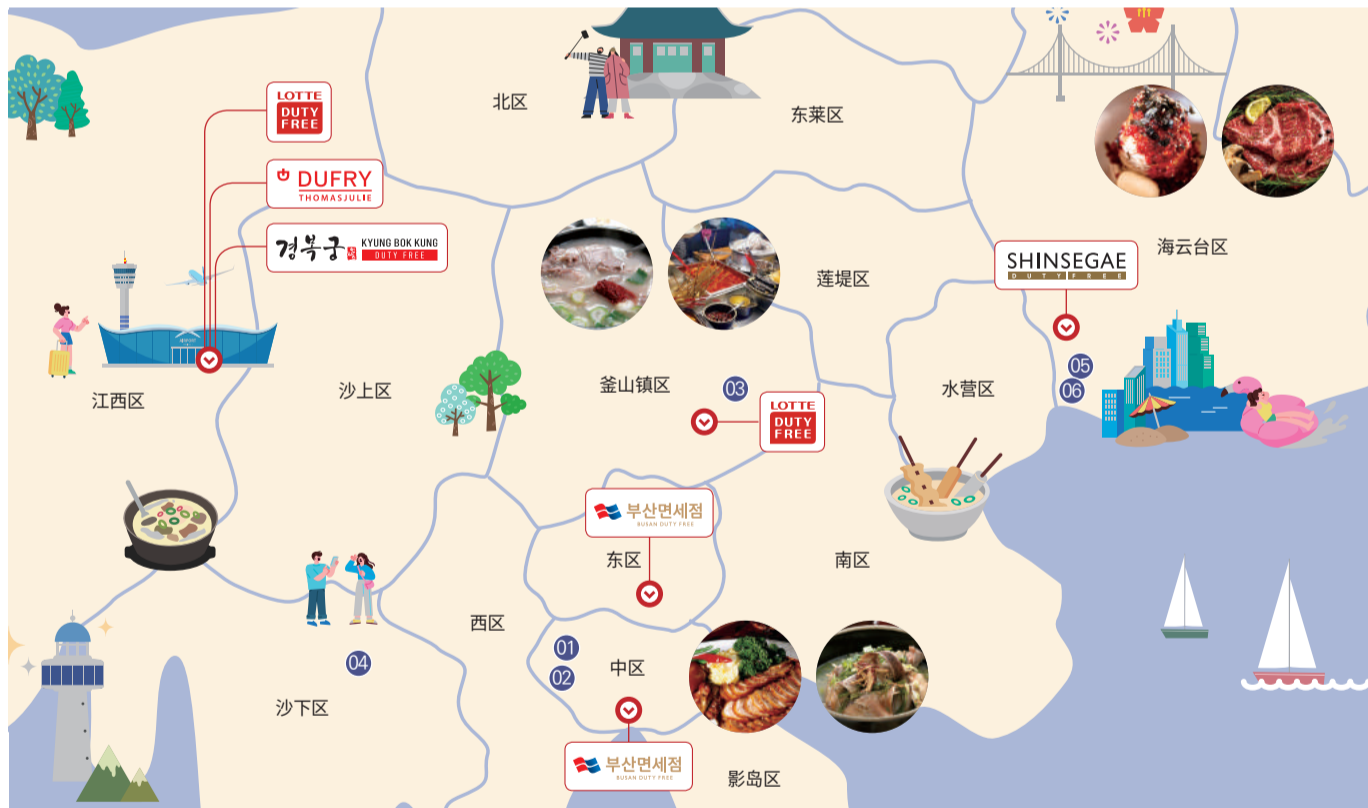 北区
东莱区
LOTTE
DUTY
FREE
DUFRY
THOMASJULIE
경복궁
KYUNG BOK KUNG
DUTY FREE
海云台区
SHINSEGAE
DUTY FREE
莲堤区
江西区
沙上区
釜山镇区
03
LOTTE
DUTY
FREE
水营区
05
06
부산면세점
BUSAN DUTY FREE
东区
南区
西区
01
02
中区
04
沙下区
부산면세점
BUSAN DUTY FREE
影岛区